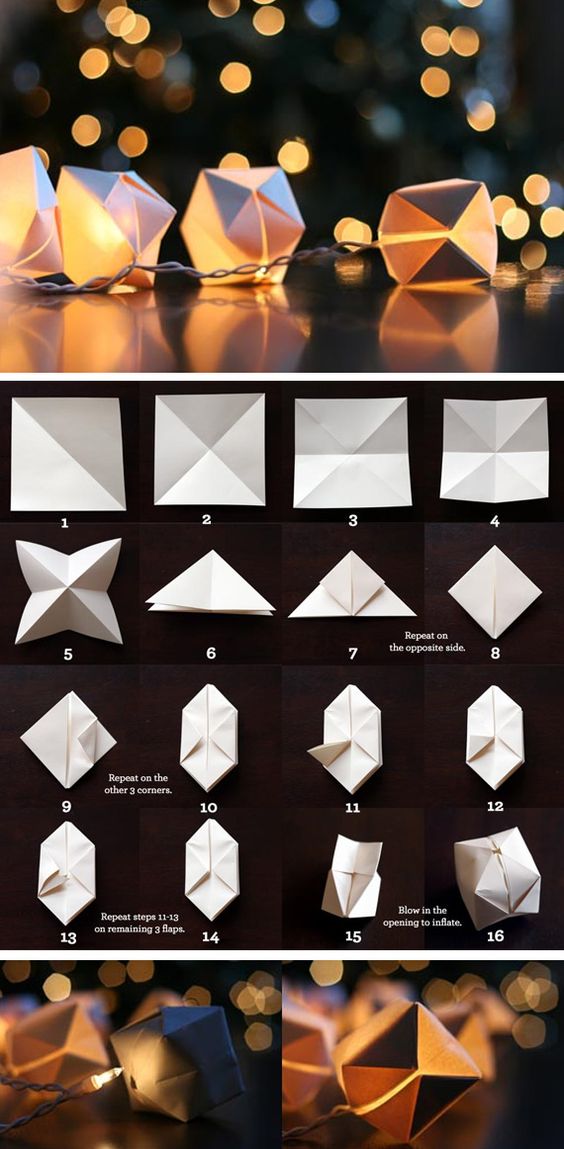 1
2
3
4
5
6
7
Repeat on
the opposite side.
8
9
Repeat on the
other 3 corners.
10
11
12
13
Repeat steps 11-13
on remaining 3 flaps.
14
15
Blow in the
opening to inflate.
16